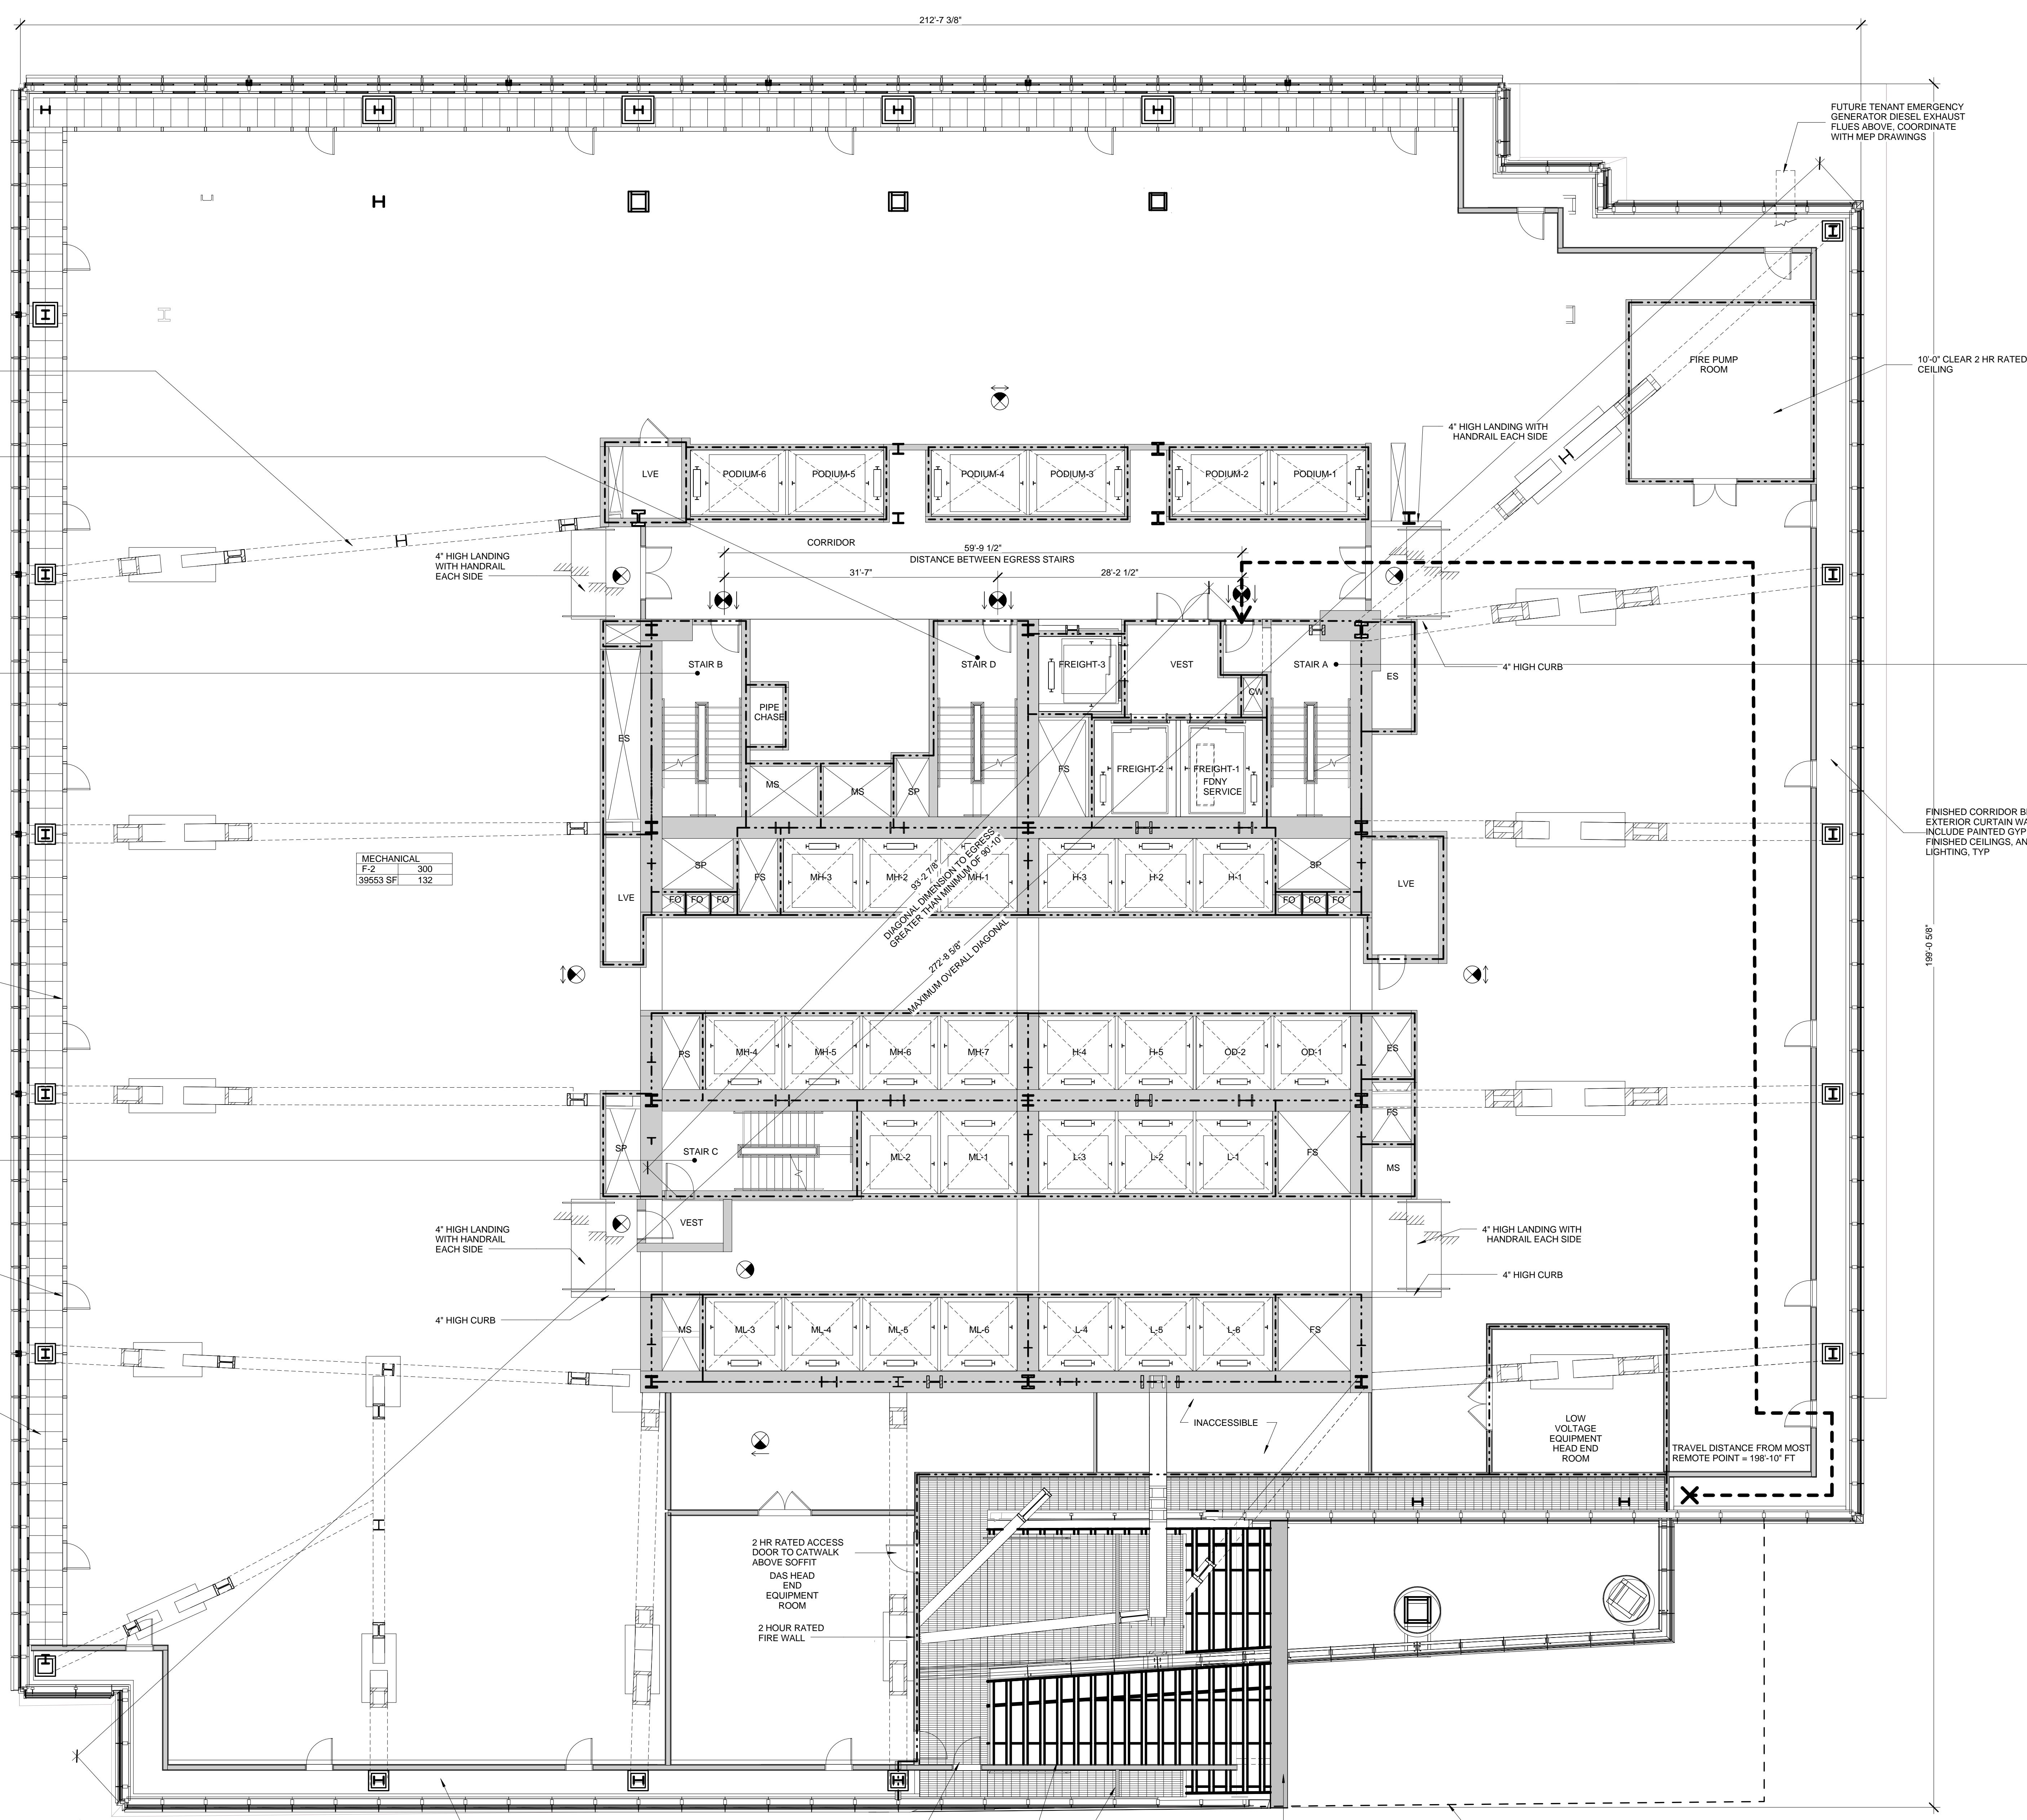 212'-7 3/8"
FUTURE TENANT EMERGENCY
GENERATOR DIESEL EXHAUST
FLUES ABOVE, COORDINATE
WITH MEP DRAWINGS
FIRE PUMP
ROOM
10'-0" CLEAR 2 HR RATED
CEILING
4" HIGH LANDING WITH
HANDRAIL EACH SIDE
LVE
PODIUM-6
PODIUM-5
PODIUM-4
PODIUM-3
PODIUM-2
PODIUM-1
CORRIDOR
59'-9 1/2"
DISTANCE BETWEEN EGRESS STAIRS
4" HIGH LANDING
WITH HANDRAIL
EACH SIDE
31'-7"
28'-2 1/2"
STAIR B
STAIR D
FREIGHT-3
VEST
STAIR A
4" HIGH CURB
ES
CW
PIPE
CHASE
ES
FS
FREIGHT-2
FREIGHT-1
FDNY
SERVICE
MS
MS
SP
FINISHED CORRIDOR B
EXTERIOR CURTAIN WA
INCLUDE PAINTED GYP
FINISHED CEILINGS, AN
LIGHTING, TYP
MECHANICAL
F-2 300
39553 SF 132
SP
FS
MH-3
MH-2
MH-1
H-3
H-2
H-1
SP
LVE
LVE
FO
FO
FO
FO
FO
FO
93'-2 7/8"
DIAGONAL DIMENSION TO EGRESS
GREATER THAN MINIMUM OF 90'-10"
272'-8 5/8"
MAXIMUM OVERALL DIAGONAL
199'-0 5/8"
PS
MH-4
MH-5
MH-6
MH-7
H-4
H-5
OD-2
OD-1
ES
FS
SP
STAIR C
ML-2
ML-1
L-3
L-2
L-1
FS
MS
VEST
4" HIGH LANDING
WITH HANDRAIL
EACH SIDE
4" HIGH LANDING WITH
HANDRAIL EACH SIDE
4" HIGH CURB
4" HIGH CURB
MS
ML-3
ML-4
ML-5
ML-6
L-4
L-5
L-6
FS
INACCESSIBLE
LOW
VOLTAGE
EQUIPMENT
HEAD END
ROOM
TRAVEL DISTANCE FROM MOST
REMOTE POINT = 198'-10" FT
2 HR RATED ACCESS
DOOR TO CATWALK
ABOVE SOFFIT
DAS HEAD
END
EQUIPMENT
ROOM
2 HOUR RATED
FIRE WALL